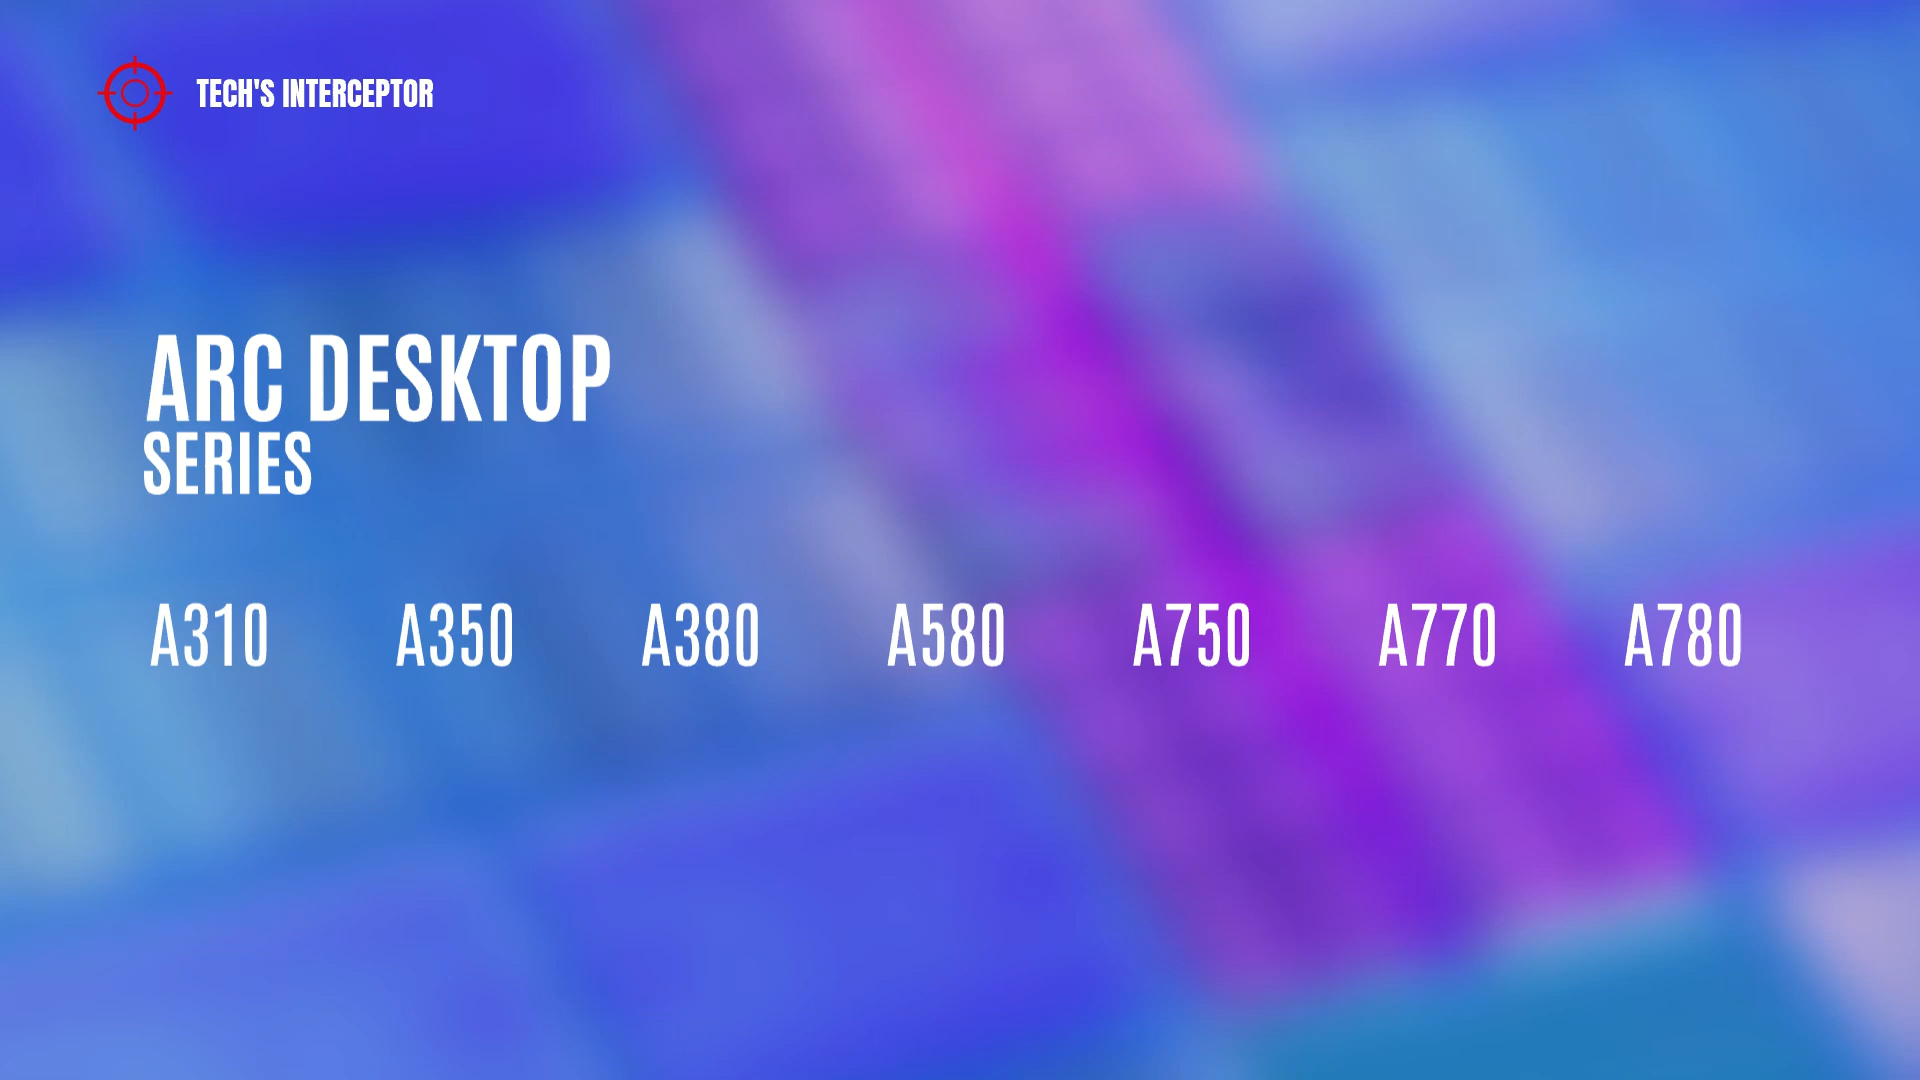 TECH'S INTERCEPTOR
ARC DESKTOP
SERIES
A310 A350 A380 A580 A750 A770 A780